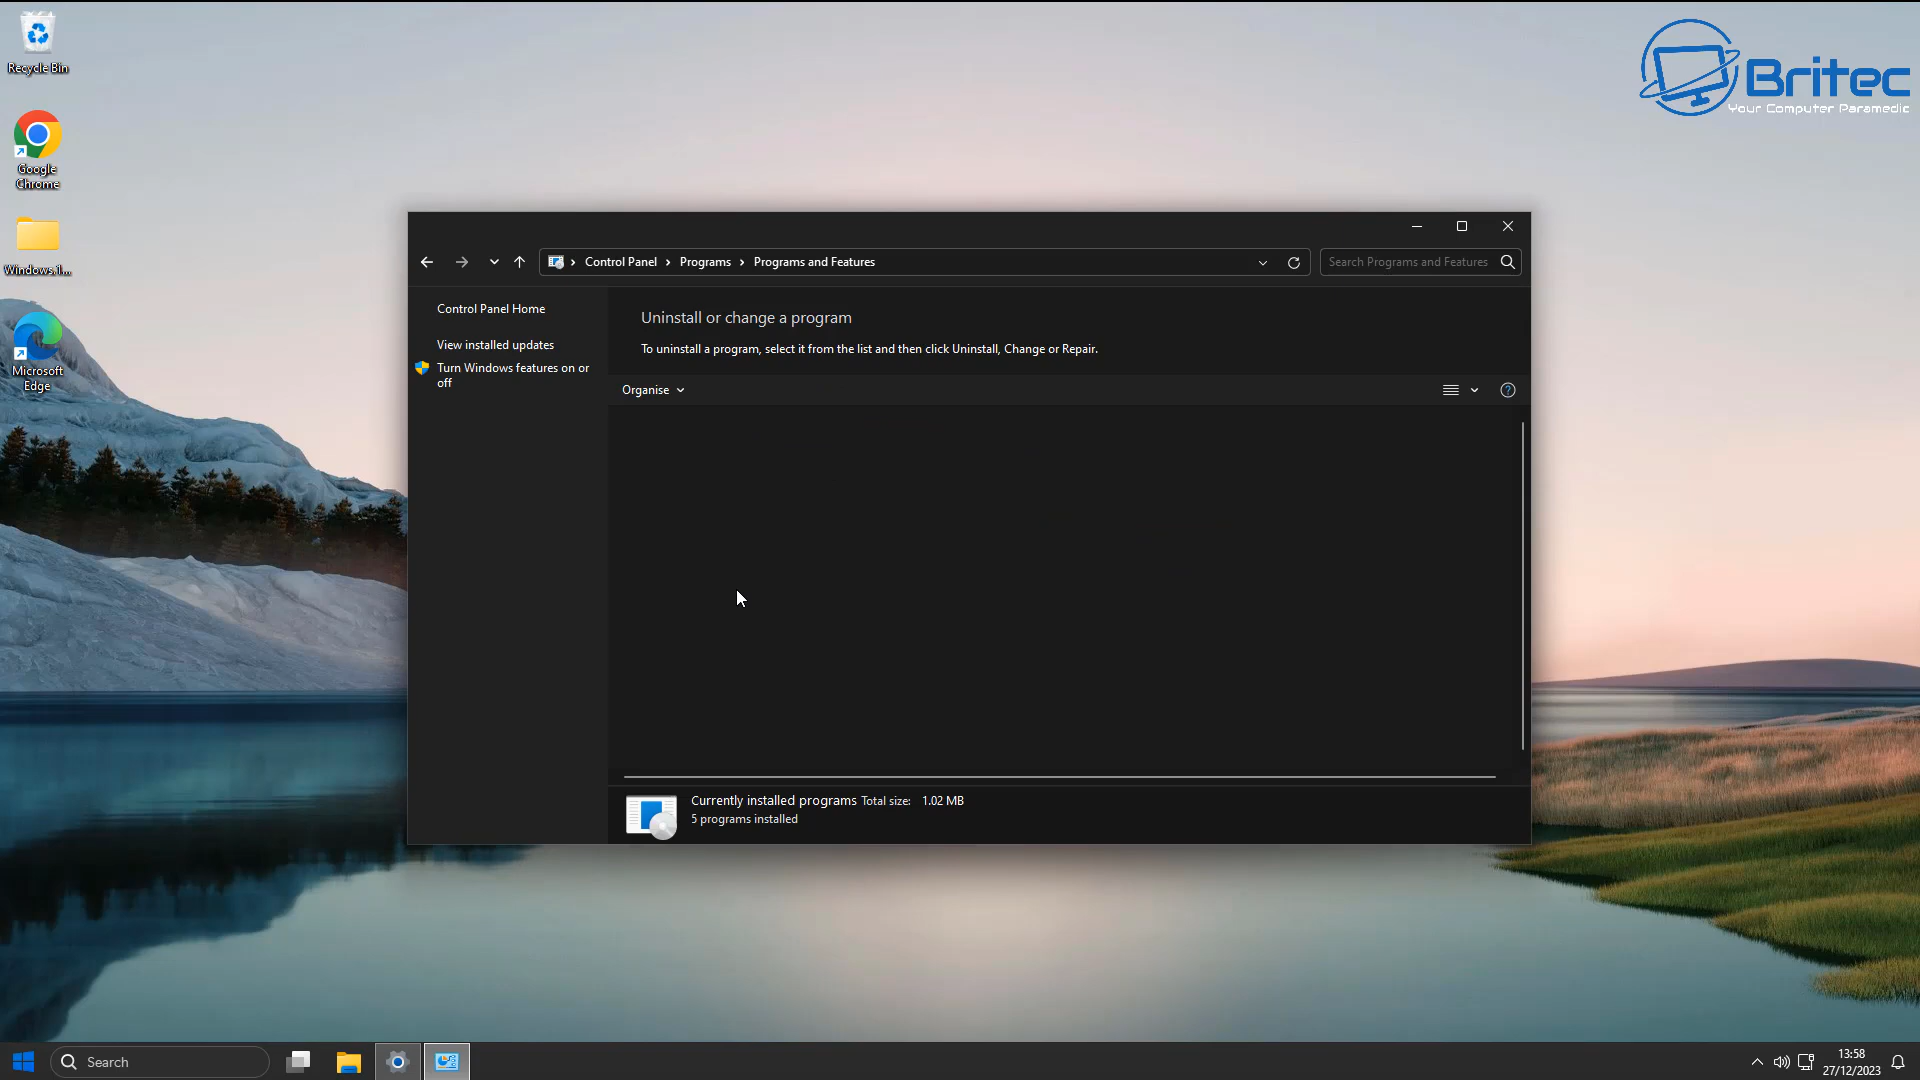 Recycle Bin
Google
Chrome
Windows.1...
Microsoft
Edge
Britec
Your Computer Paramedic
Control Panel
Programs
Programs and Features
Search Programs and Features
Control Panel Home
View installed updates
Turn Windows features on or
off
Uninstall or change a program
To uninstall a program, select it from the list and then click Uninstall, Change or Repair.
Organise
Currently installed programs Total size: 1.02 MB
5 programs installed
Search
13:58
27/12/2023